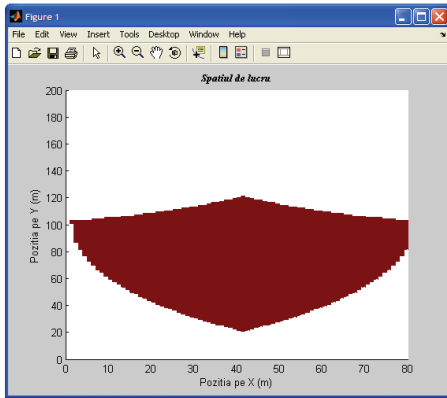 Figure 1
File Edit View Insert Tools Desktop Window Help
Spatiul de lucru
200
180
160
140
120
100
80
60
40
20
0
Pozitia pe Y (m)
0 10 20 30 40 50 60 70 80
Pozitia pe X (m)